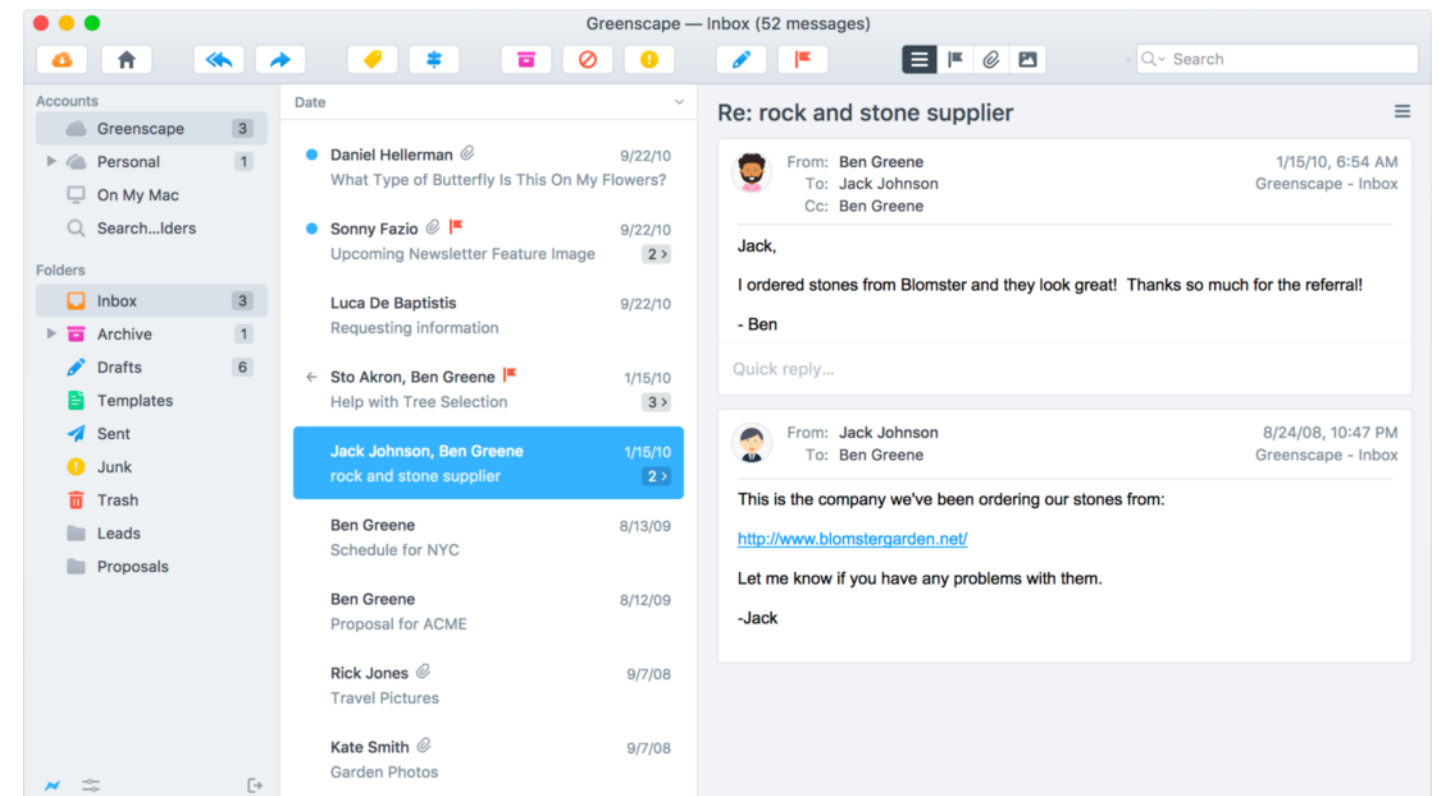 Greenscape — Inbox (52 messages)
Search
Accounts
Greenscape 3
Personal 1
On My Mac
Search...lders
Folders
Inbox 3
Archive 1
Drafts 6
Templates
Sent
Junk
Trash
Leads
Proposals
Date
Daniel Hellerman 9/22/10
What Type of Butterfly Is This On My Flowers?
Sonny Fazio 9/22/10
Upcoming Newsletter Feature Image 2 >
Luca De Baptistis 9/22/10
Requesting information
Sto Akron, Ben Greene 1/15/10
Help with Tree Selection 3 >
Jack Johnson, Ben Greene 1/15/10
rock and stone supplier 2 >
Ben Greene 8/13/09
Schedule for NYC
Ben Greene 8/12/09
Proposal for ACME
Rick Jones 9/7/08
Travel Pictures
Kate Smith 9/7/08
Garden Photos
Re: rock and stone supplier
From: Ben Greene 1/15/10, 6:54 AM
To: Jack Johnson Greenscape - Inbox
Cc: Ben Greene
Jack,
I ordered stones from Blomster and they look great! Thanks so much for the referral!
- Ben
Quick reply...
From: Jack Johnson 8/24/08, 10:47 PM
To: Ben Greene Greenscape - Inbox
This is the company we've been ordering our stones from:
http://www.blomstergarden.net/
Let me know if you have any problems with them.
-Jack